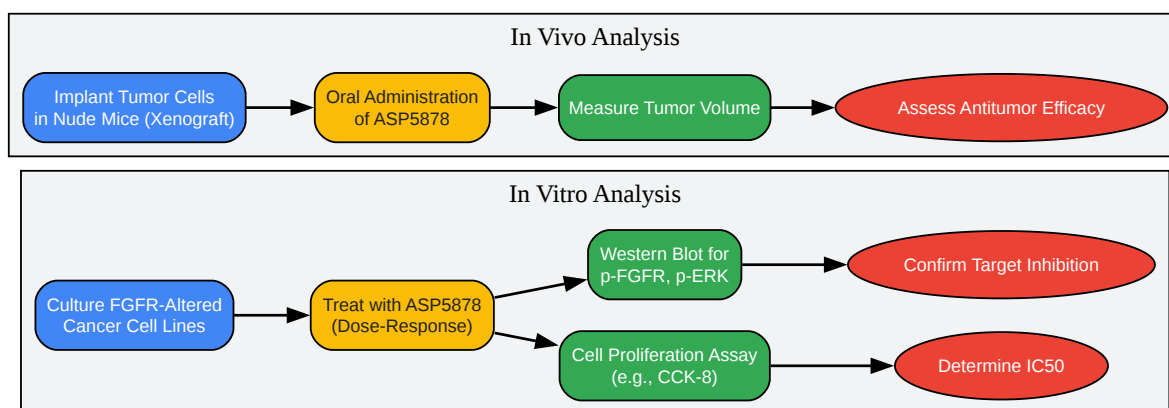 In Vivo Analysis
Implant Tumor Cells
in Nude Mice (Xenograft)
Oral Administration
of ASP5878
Measure Tumor Volume
Assess Antitumor Efficacy
In Vitro Analysis
Culture FGFR-Altered
Cancer Cell Lines
Treat with ASP5878
(Dose-Response)
Western Blot for
p-FGFR, p-ERK
Confirm Target Inhibition
Cell Proliferation Assay
(e.g., CCK-8)
Determine IC50